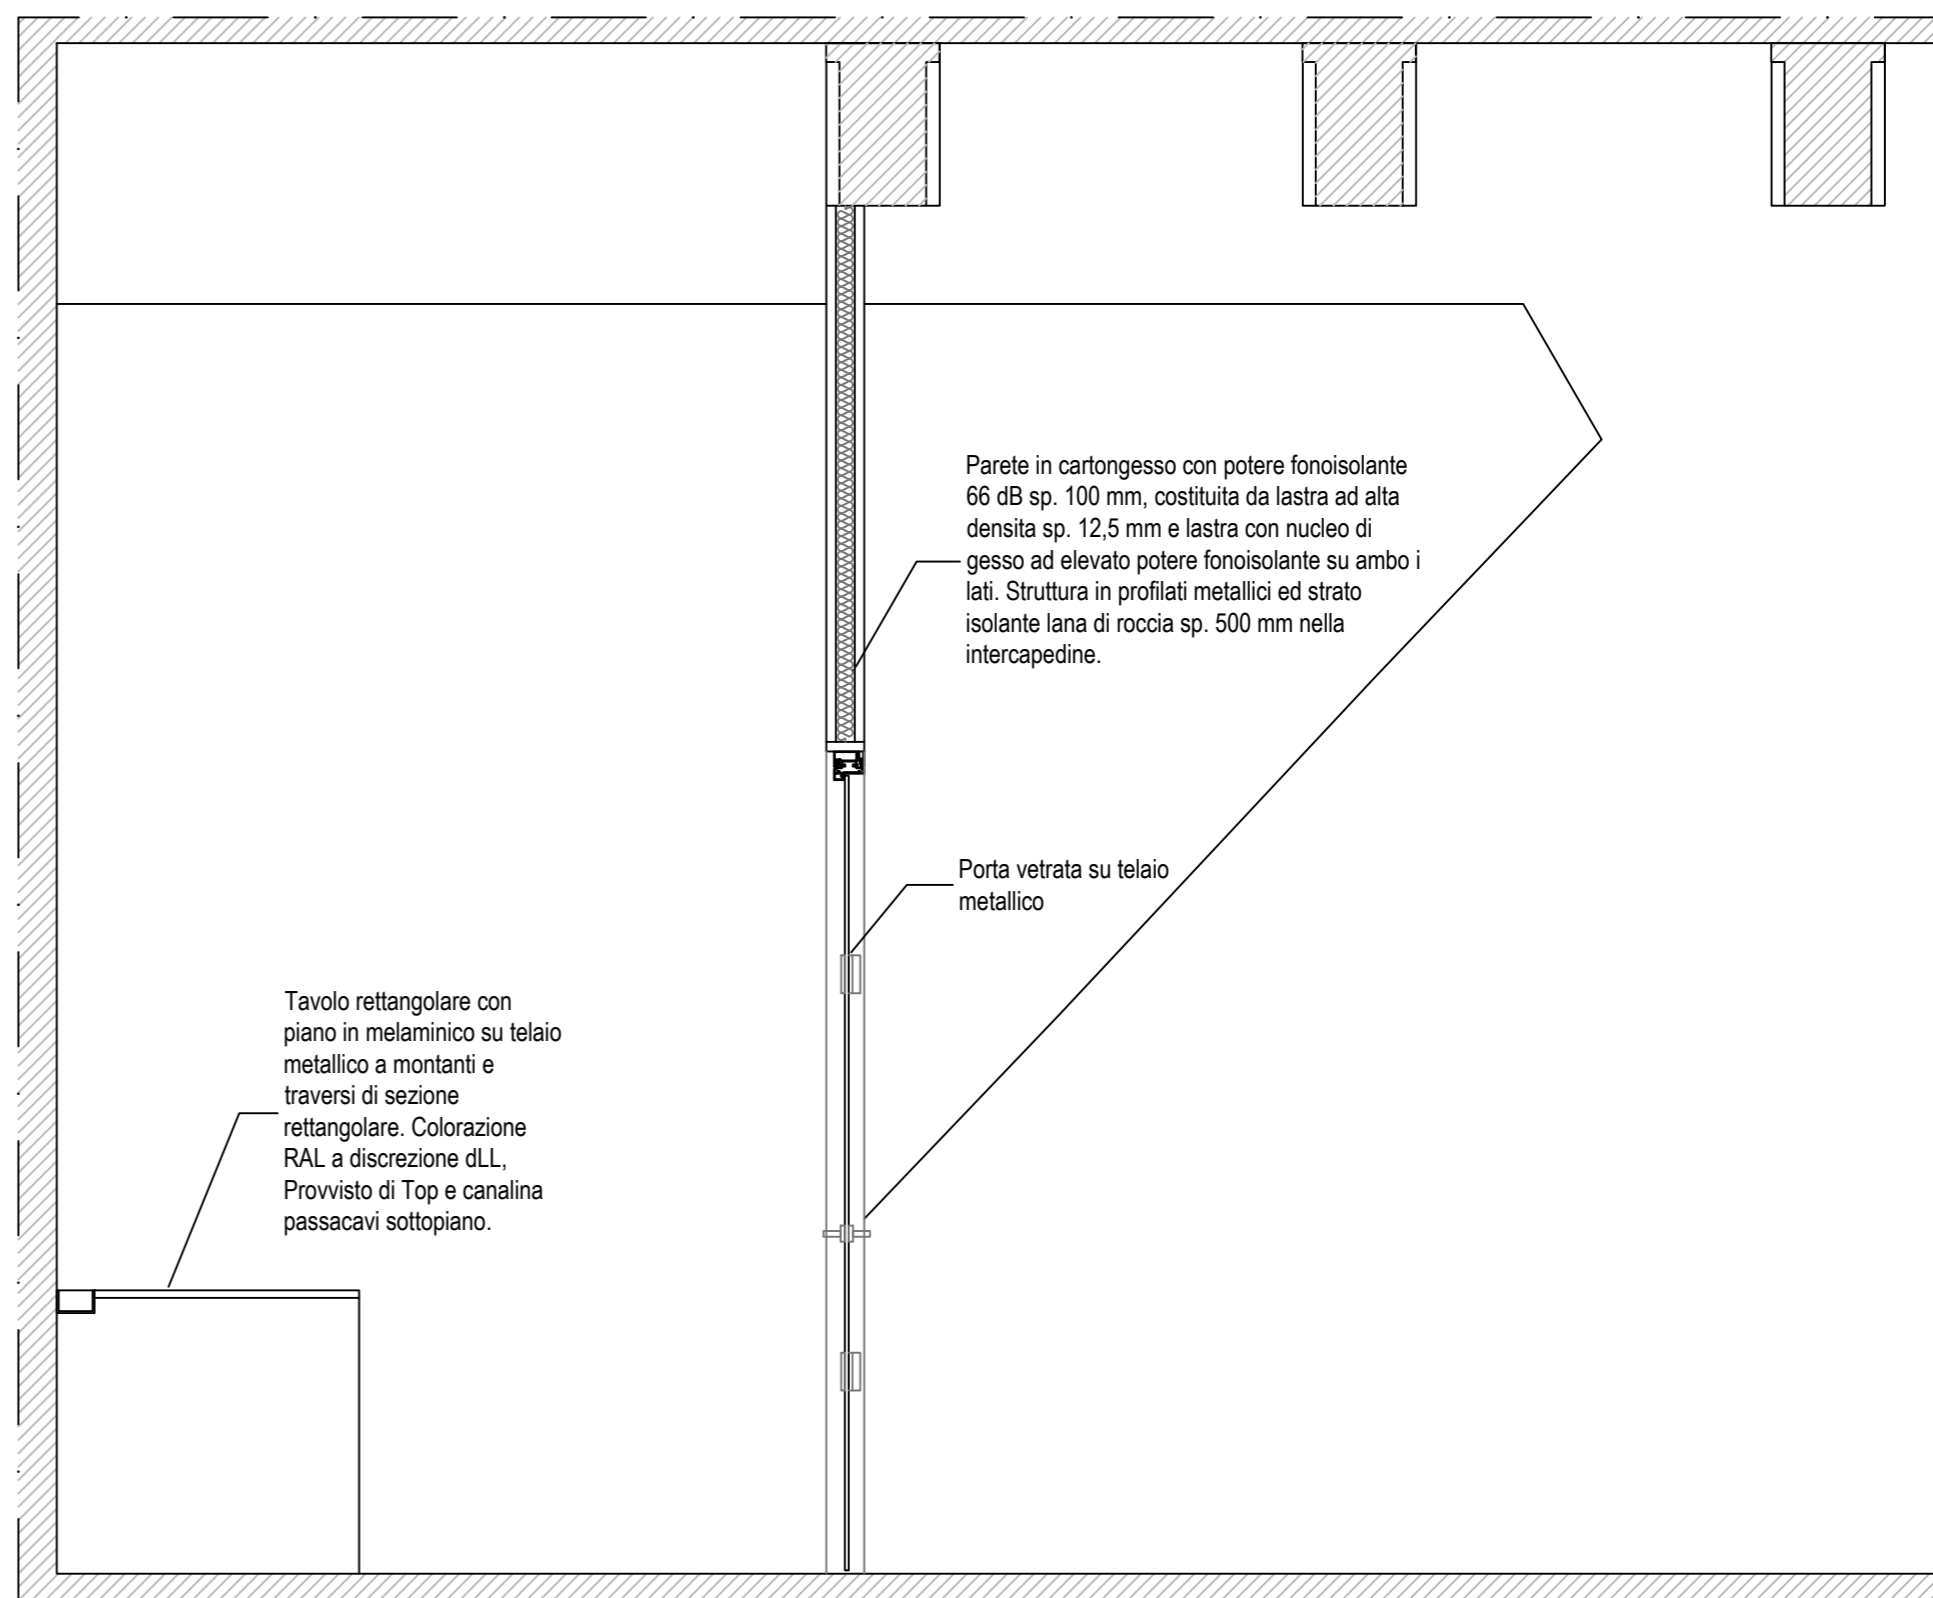 Parete in cartongesso con potere fonoisolante
66 dB sp. 100 mm, costituita da lastra ad alta
densita sp. 12,5 mm e lastra con nucleo di
gesso ad elevato potere fonoisolante su ambo i
lati. Struttura in profilati metallici ed strato
isolante lana di roccia sp. 500 mm nella
intercapedine.
Porta vetrata su telaio
metallico
Tavolo rettangolare con
piano in melaminico su telaio
metallico a montanti e
traversi di sezione
rettangolare. Colorazione
RAL a discrezione dLL,
Provvisto di Top e canalina
passacavi sottopiano.